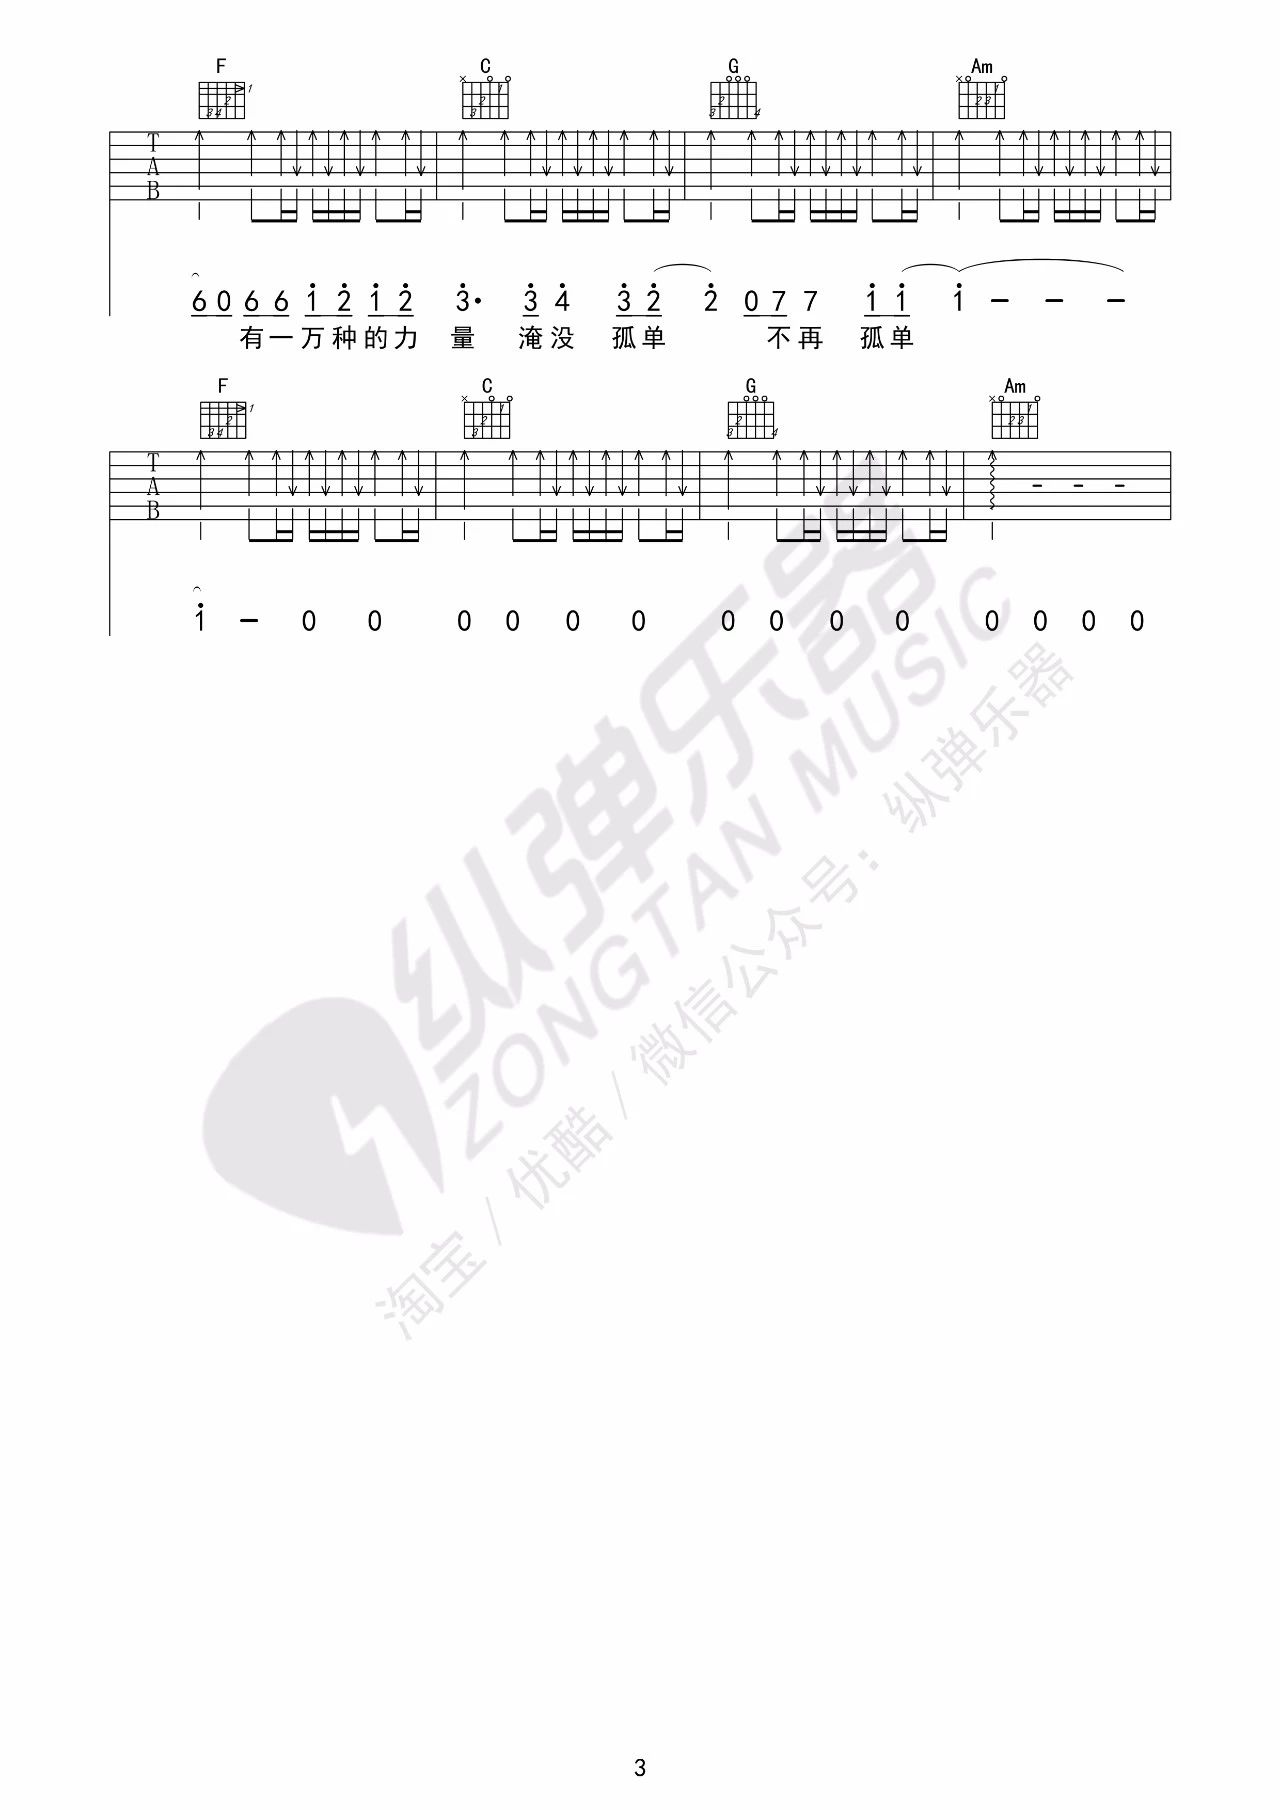 F C G Am
T
A
B
6 0 6 6 1 2 1 2 3· 3 4 3 2 2 0 7 7 1 1 1 — — —
有一万种的力 量 淹没 孤单 不再 孤单
F C G Am
T
A
B
1 — 0 0 0 0 0 0 0 0 0 0 0 0 0 0
纵弹乐器
ZONGTAN MUSIC
淘宝 / 优酷 / 微信公众号：纵弹乐器
3